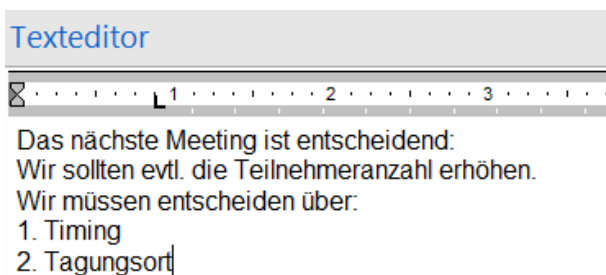 Texteditor
1 2 3
Das nächste Meeting ist entscheidend:
Wir sollten evtl. die Teilnehmeranzahl erhöhen.
Wir müssen entscheiden über:
1. Timing
2. Tagungsort